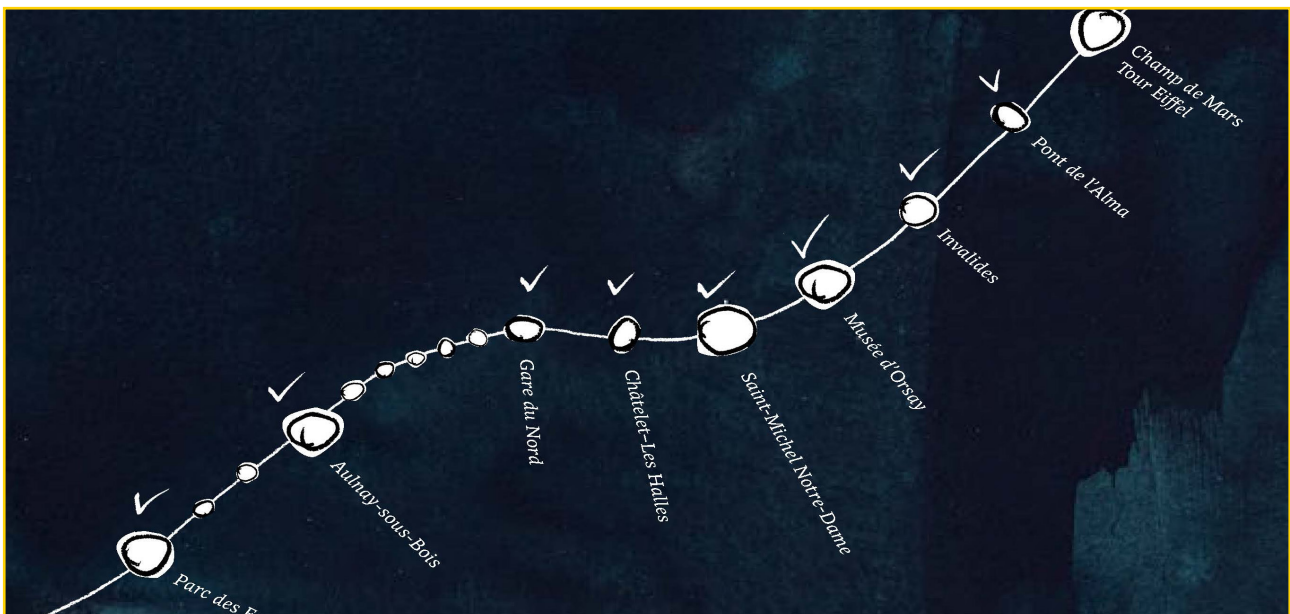 Champ de Mars
Tour Eiffel
Pont de l'Alma
Invalides
Musée d'Orsay
Saint-Michel Notre-Dame
Châtelet–Les Halles
Gare du Nord
Aulnay-sous-Bois
Parc des